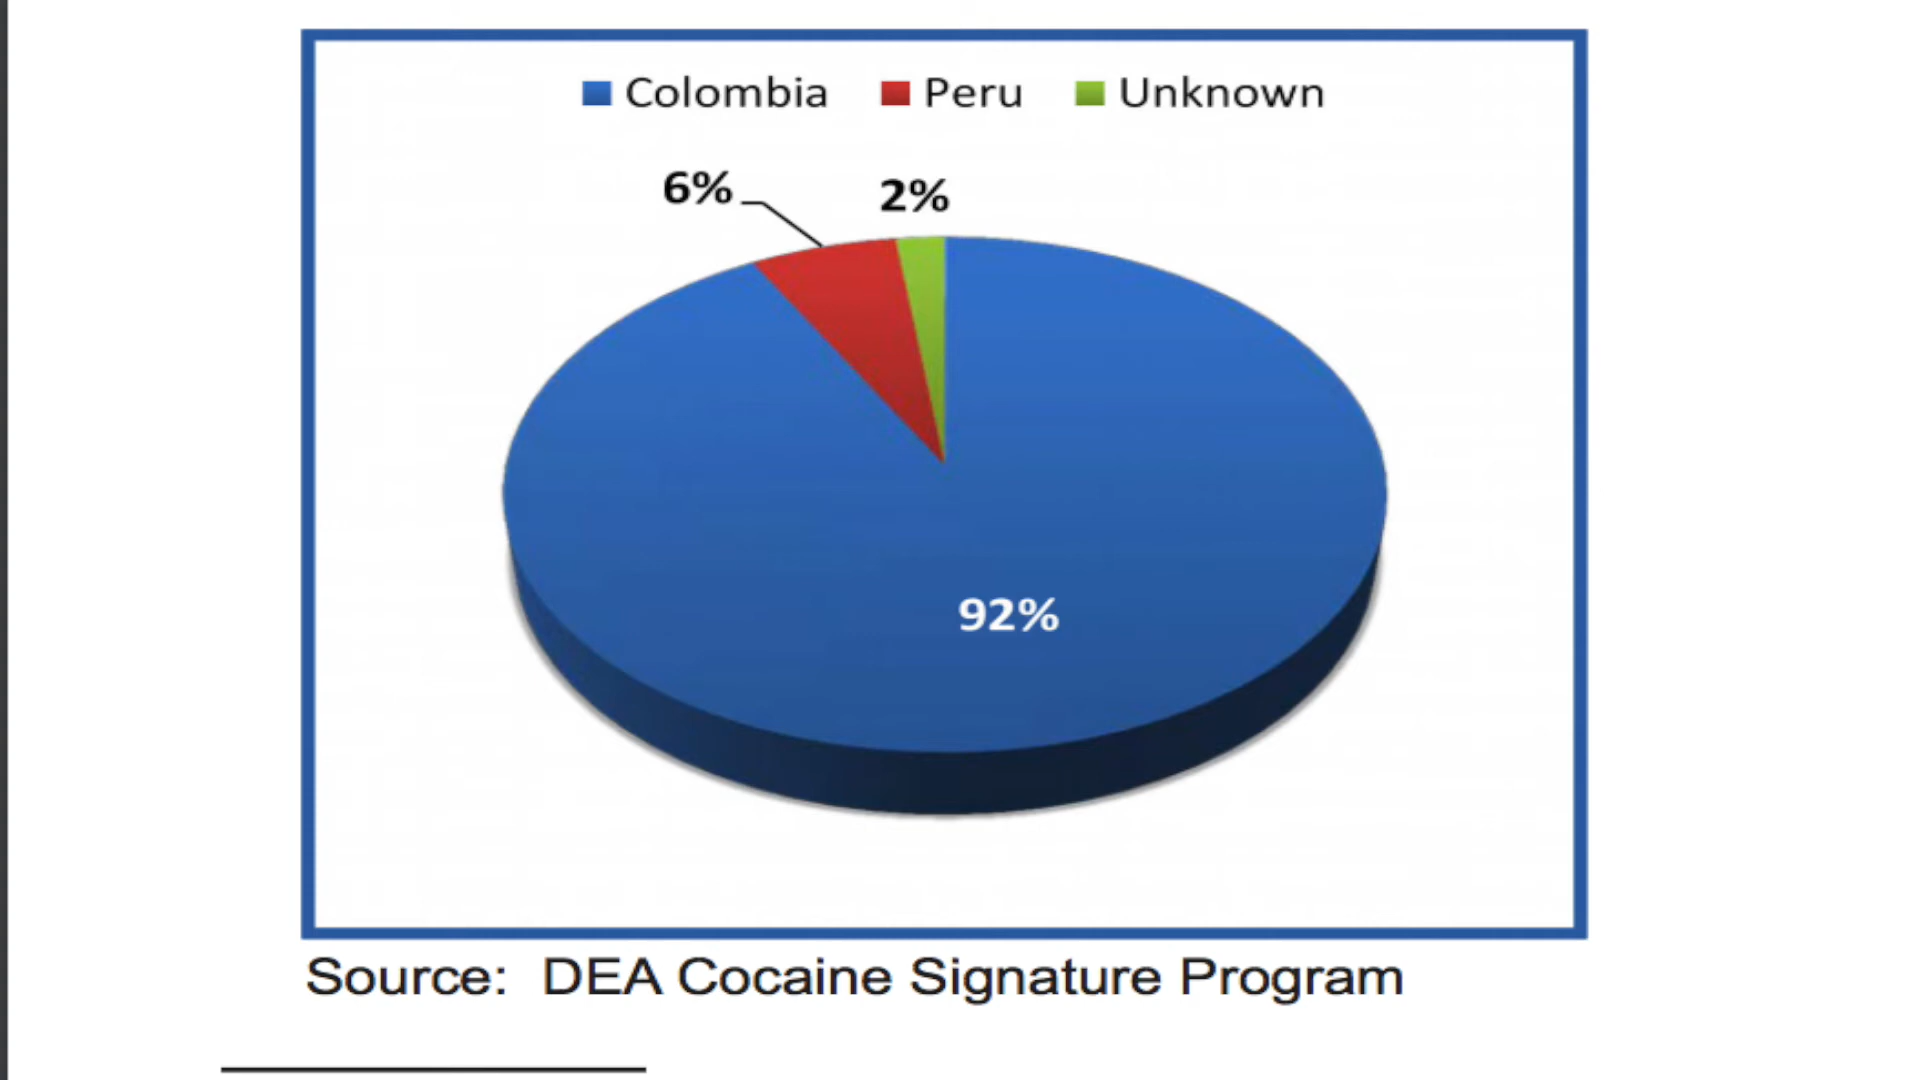 Colombia Peru Unknown
6% 2%
92%
Source: DEA Cocaine Signature Program